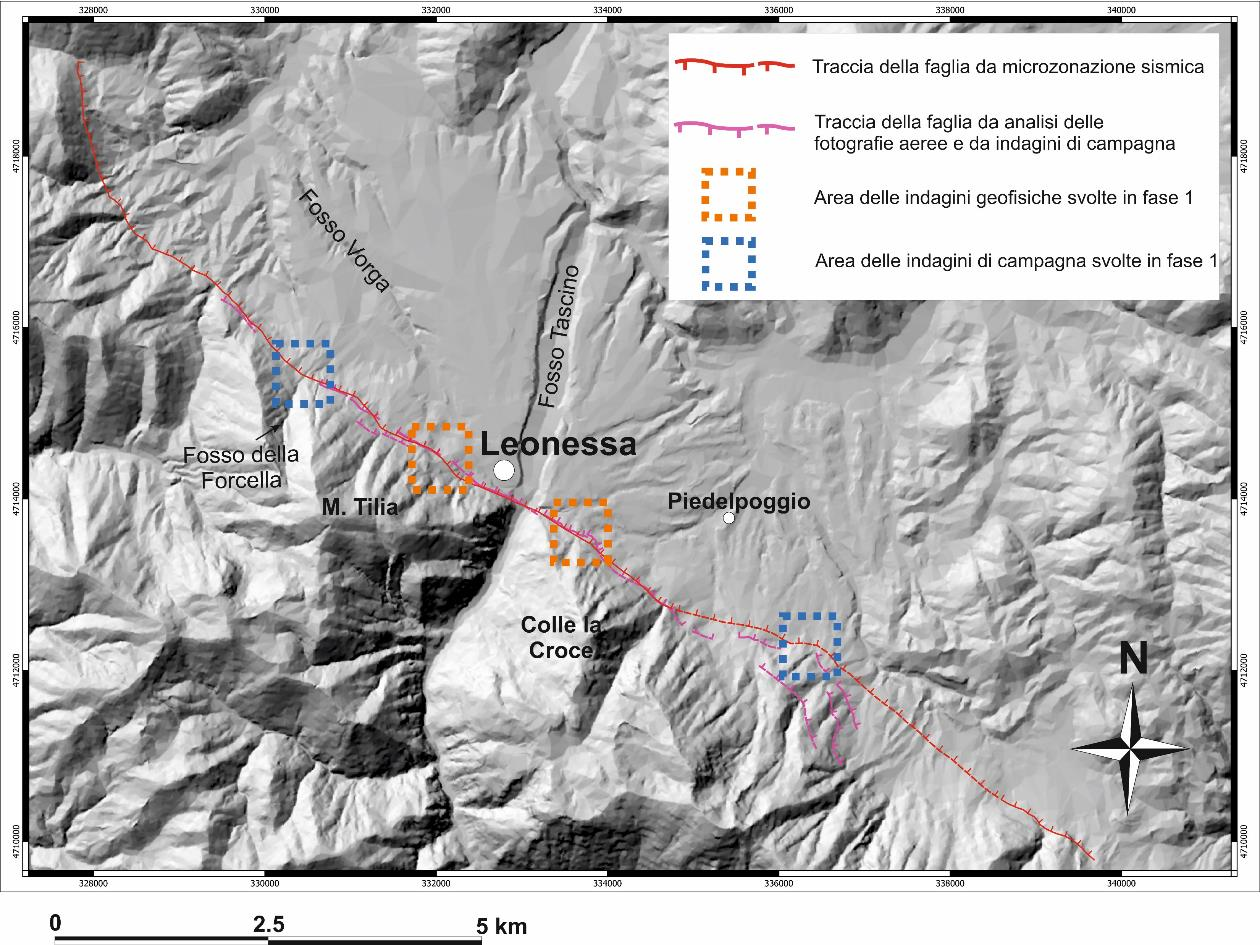 328000 330000 332000 334000 336000 338000 340000
Traccia della faglia da microzonazione sismica
Traccia della faglia da analisi delle
fotografie aeree e da indagini di campagna
Area delle indagini geofisiche svolte in fase 1
Area delle indagini di campagna svolte in fase 1
4718000
4718000
Fosso Vorga
Fosso Tascino
4716000
4716000
Leonessa
Fosso della
Forcella
M. Tilia
Piedelpoggio
4714000
4714000
Colle la
Croce
N
4712000
4712000
4710000
4710000
328000 330000 332000 334000 336000 338000 340000
0 2.5 5 km